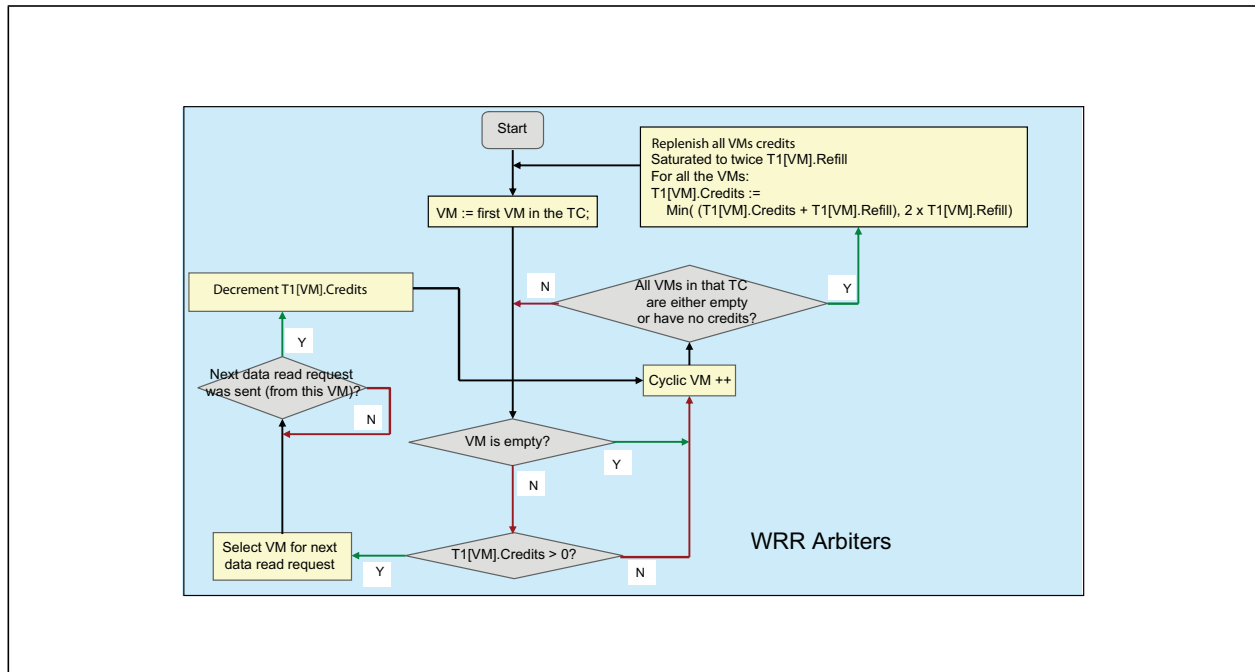 Start
Replenish all VMs credits
Saturated to twice T1[VM].Refill
For all the VMs:
T1[VM].Credits :=
Min( (T1[VM].Credits + T1[VM].Refill), 2 x T1[VM].Refill)
VM := first VM in the TC;
N
All VMs in that TC
are either empty
or have no credits?
Y
Decrement T1[VM].Credits
Y
Next data read request
was sent (from this VM)?
N
Cyclic VM ++
VM is empty?
Y
N
Select VM for next
data read request
Y
T1[VM].Credits > 0?
N
WRR Arbiters